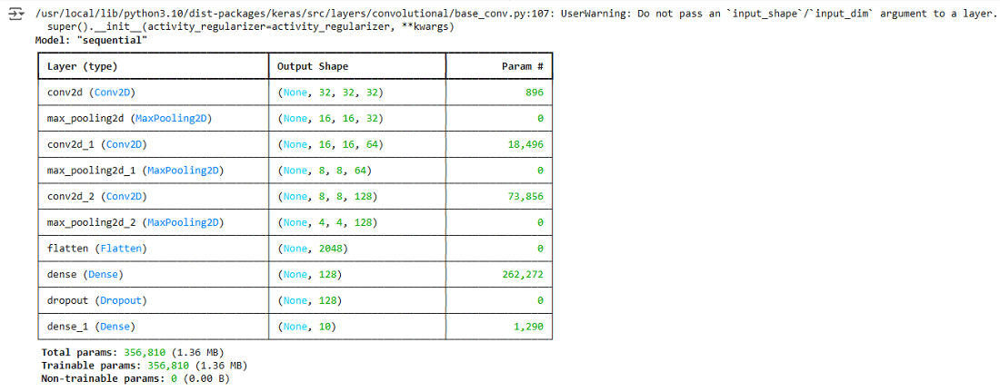 /usr/local/lib/python3.10/dist-packages/keras/src/layers/convolutional/base_conv.py:107: UserWarning: Do not pass an `input_shape`/`input_dim` argument to a layer.
super().__init__(activity_regularizer=activity_regularizer, **kwargs)
Model: "sequential"
Layer (type) Output Shape Param #
conv2d (Conv2D) (None, 32, 32, 32) 896
max_pooling2d (MaxPooling2D) (None, 16, 16, 32) 0
conv2d_1 (Conv2D) (None, 16, 16, 64) 18,496
max_pooling2d_1 (MaxPooling2D) (None, 8, 8, 64) 0
conv2d_2 (Conv2D) (None, 8, 8, 128) 73,856
max_pooling2d_2 (MaxPooling2D) (None, 4, 4, 128) 0
flatten (Flatten) (None, 2048) 0
dense (Dense) (None, 128) 262,272
dropout (Dropout) (None, 128) 0
dense_1 (Dense) (None, 10) 1,290
Total params: 356,810 (1.36 MB)
Trainable params: 356,810 (1.36 MB)
Non-trainable params: 0 (0.00 B)